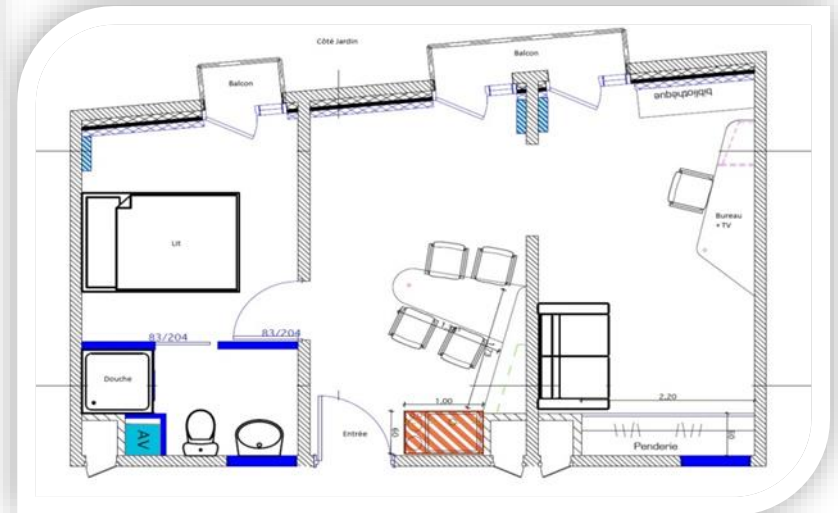 Côté Jardin
Balcon
Balcon
bibliothèque
Bureau
+ TV
Lit
83/204
83/204
Douche
1,00
2,20
60
Entrée
AV
Penderie